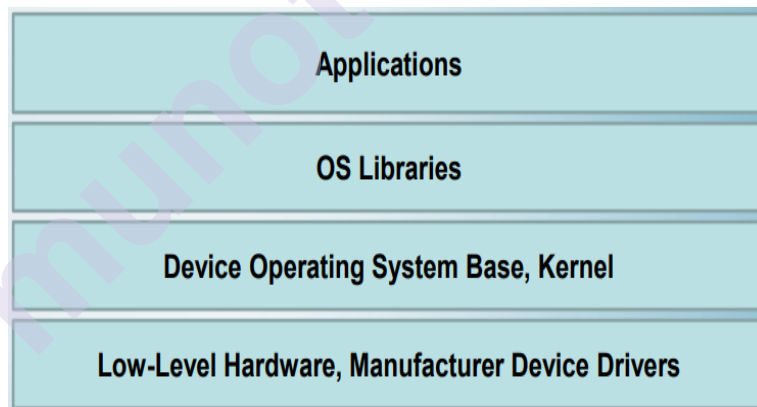 Applications
OS Libraries
Device Operating System Base, Kernel
Low-Level Hardware, Manufacturer Device Drivers